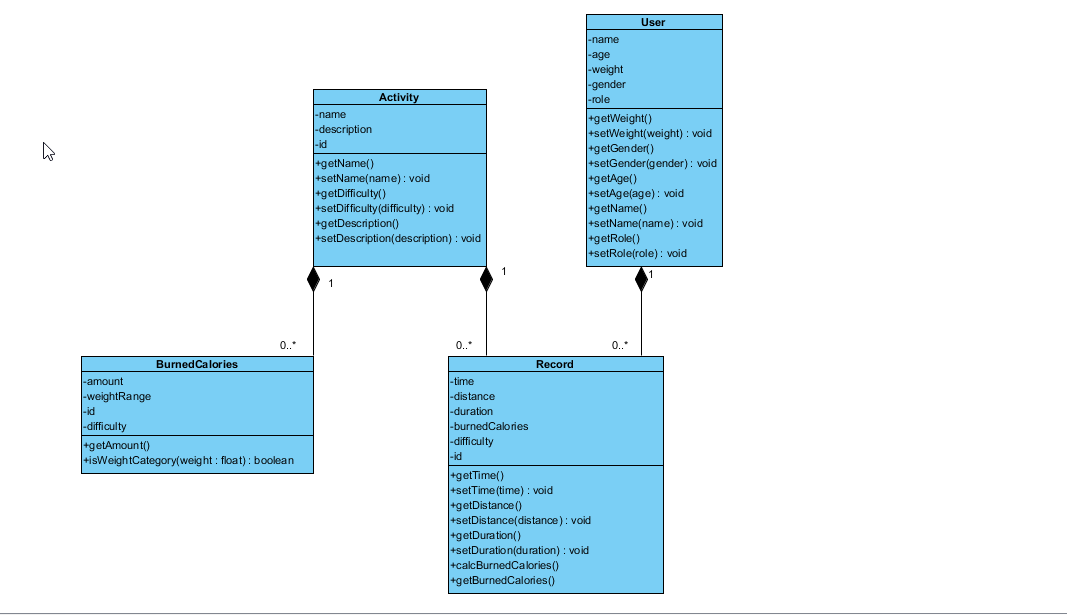 User
-name
-age
-weight
-gender
-role
+getWeight()
+setWeight(weight) : void
+getGender()
+setGender(gender) : void
+getAge()
+setAge(age) : void
+getName()
+setName(name) : void
+getRole()
+setRole(role) : void
Activity
-name
-description
-id
+getName()
+setName(name) : void
+getDifficulty()
+setDifficulty(difficulty) : void
+getDescription()
+setDescription(description) : void
1
1
1
0..*
0..*
0..*
BurnedCalories
-amount
-weightRange
-id
-difficulty
+getAmount()
+isWeightCategory(weight : float) : boolean
Record
-time
-distance
-duration
-burnedCalories
-difficulty
-id
+getTime()
+setTime(time) : void
+getDistance()
+setDistance(distance) : void
+getDuration()
+setDuration(duration) : void
+calcBurnedCalories()
+getBurnedCalories()